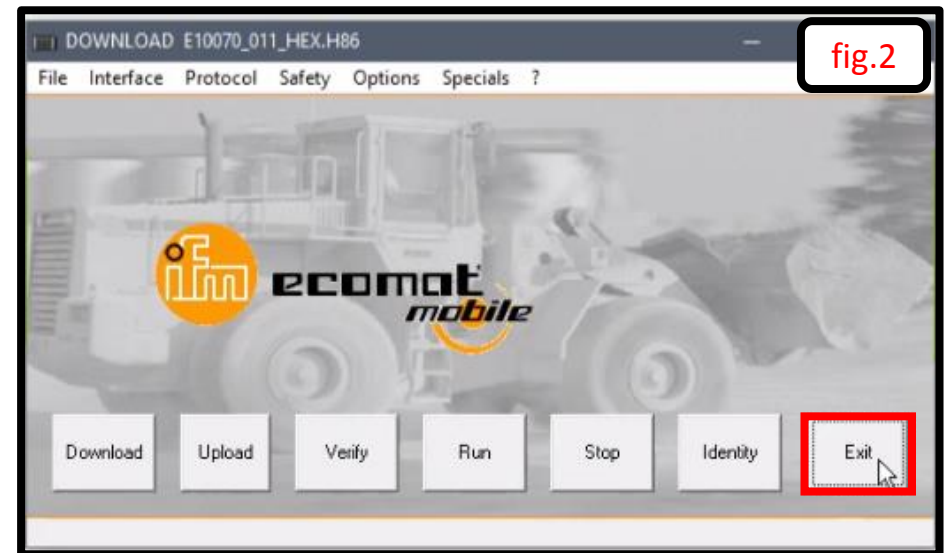 DOWNLOAD E10070_011_HEX.H86
fig.2
File Interface Protocol Safety Options Specials ?
ifm ecomat
mobile
Download Upload Verify Run Stop Identity Exit